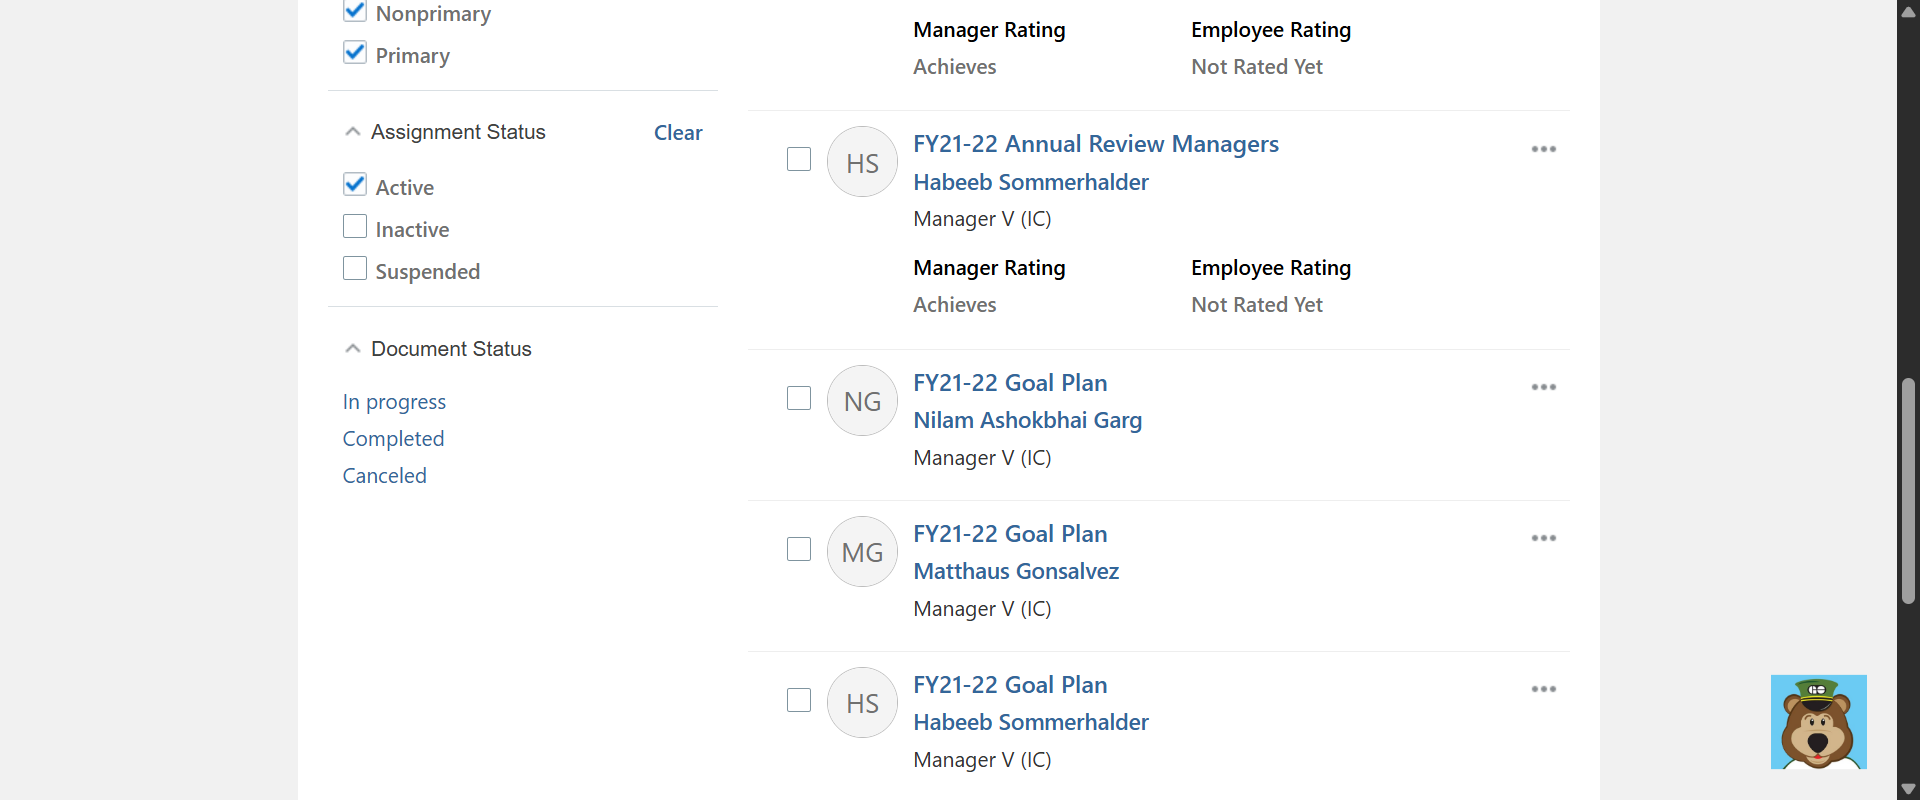 Nonprimary
Primary
Assignment Status
Clear
Active
Inactive
Suspended
Document Status
In progress
Completed
Canceled
Manager Rating
Employee Rating
Achieves
Not Rated Yet
HS
FY21-22 Annual Review Managers
Habeeb Sommerhalder
Manager V (IC)
Manager Rating
Employee Rating
Achieves
Not Rated Yet
NG
FY21-22 Goal Plan
Nilam Ashokbhai Garg
Manager V (IC)
MG
FY21-22 Goal Plan
Matthaus Gonsalvez
Manager V (IC)
HS
FY21-22 Goal Plan
Habeeb Sommerhalder
Manager V (IC)